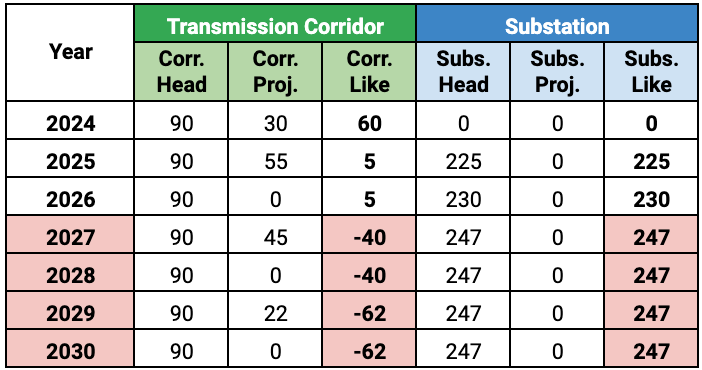 Year Transmission Corridor Substation
Corr. Head Corr. Proj. Corr. Like Subs. Head Subs. Proj. Subs. Like
2024 90 30 60 0 0 0
2025 90 55 5 225 0 225
2026 90 0 5 230 0 230
2027 90 45 -40 247 0 247
2028 90 0 -40 247 0 247
2029 90 22 -62 247 0 247
2030 90 0 -62 247 0 247